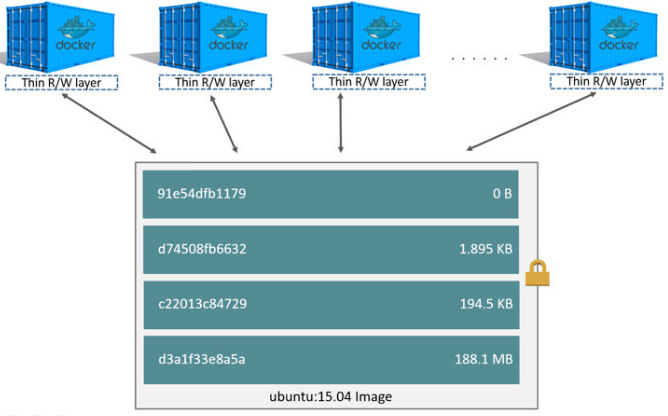 docker docker docker docker
Thin R/W layer Thin R/W layer Thin R/W layer Thin R/W layer
91e54dfb1179 0 B
d74508fb6632 1.895 KB
c22013c84729 194.5 KB
d3a1f33e8a5a 188.1 MB
ubuntu:15.04 Image